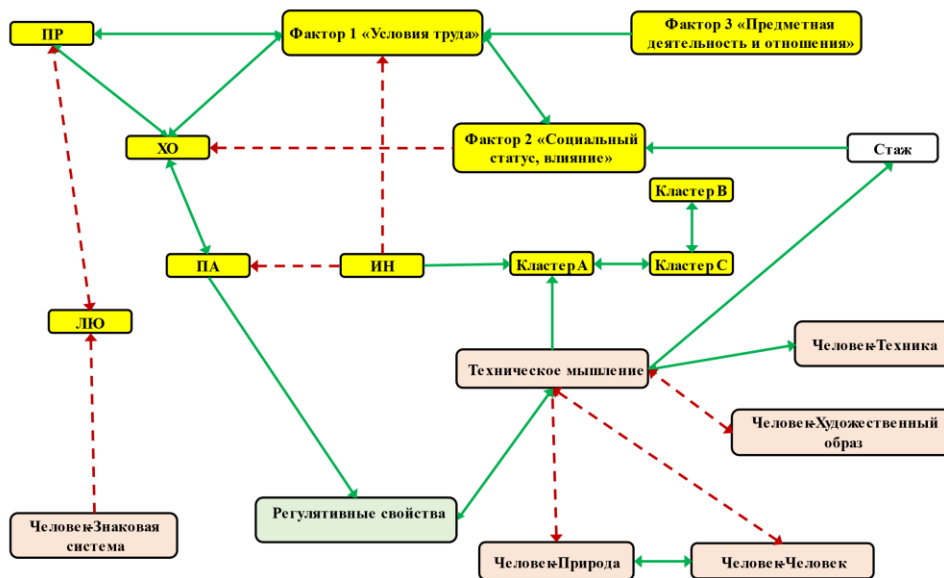 ПР
Фактор 1 «Условия труда»
Фактор 3 «Предметная
деятельность и отношения»
ХО
Фактор 2 «Социальный
статус, влияние»
Стаж
Кластер В
ПА
ИН
Кластер А
Кластер С
ЛЮ
Техническое мышление
Человек-Техника
Человек-Художественный
образ
Регулятивные свойства
Человек-Знаковая
система
Человек-Природа
Человек-Человек